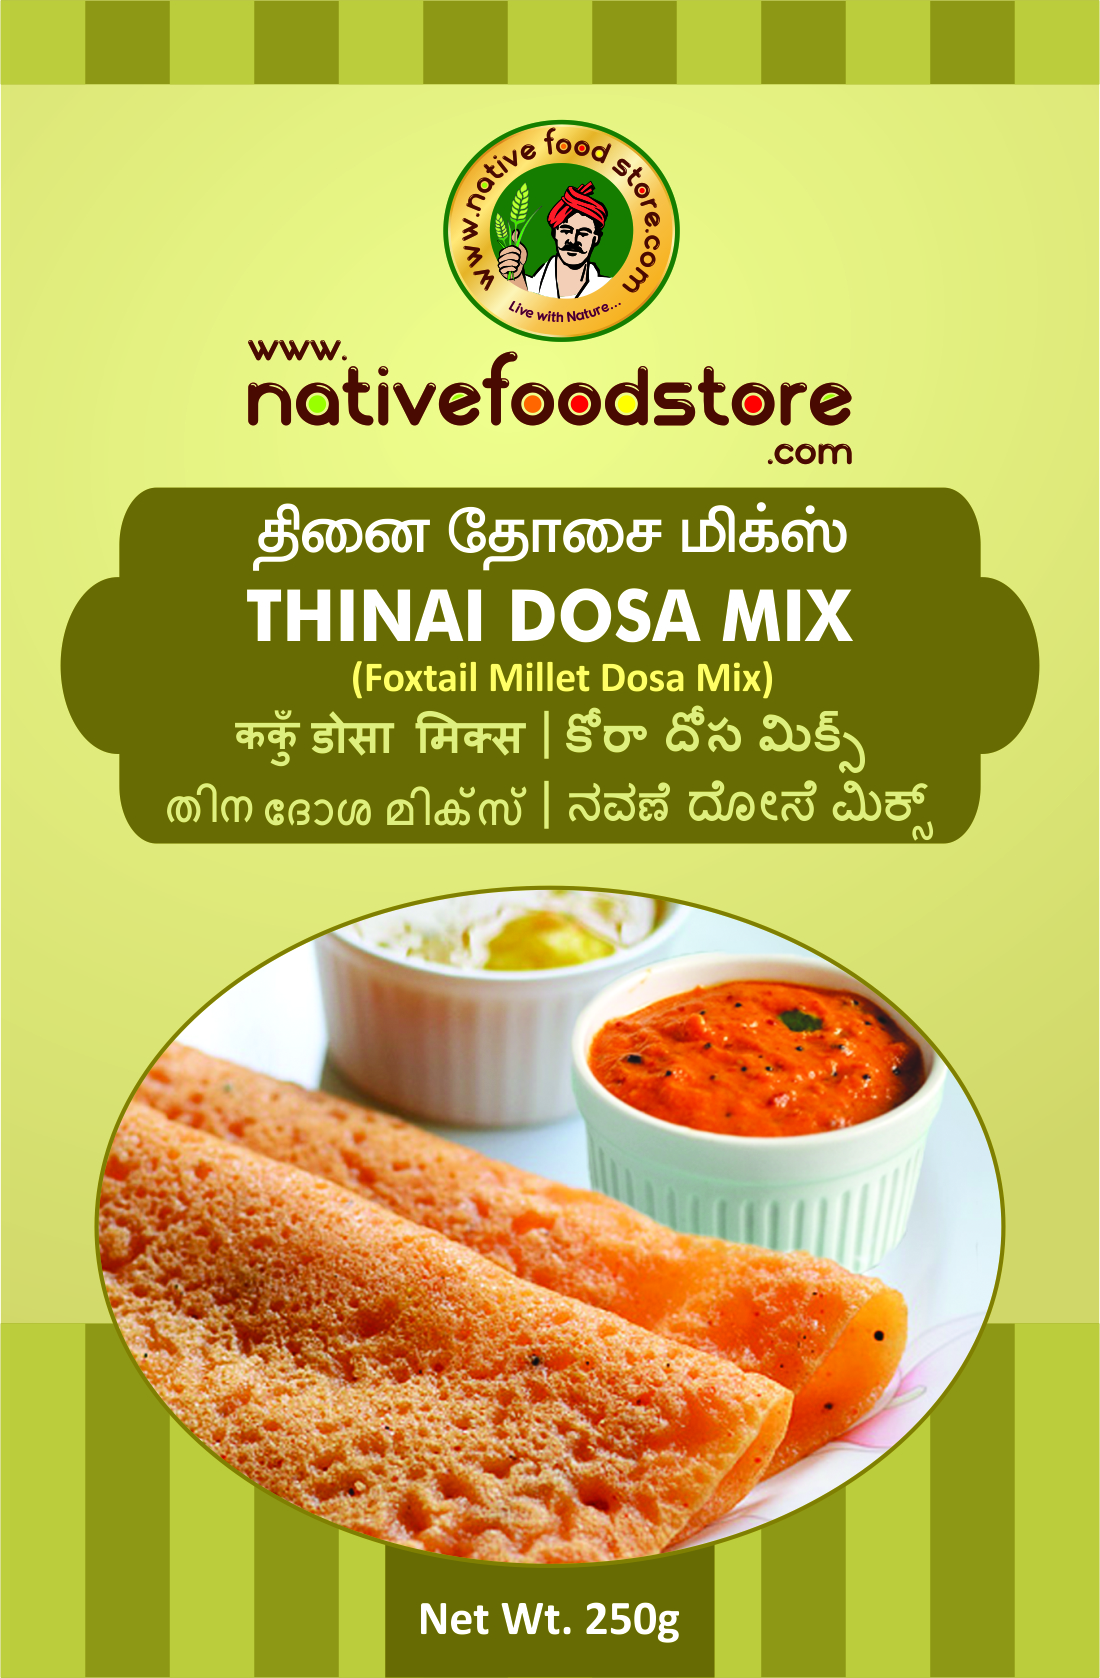 www.native food store.com
Live with Nature...
www.
nativefoodstore
.com
தினை தோசை மிக்ஸ்
THINAI DOSA MIX
(Foxtail Millet Dosa Mix)
ककुँ डोसा मिक्स | కోరా దోస మిక్స్
തിന ദോശ മിക്സ് | ನವಣೆ ದೋಸೆ ಮಿಕ್ಸ್
Net Wt. 250g